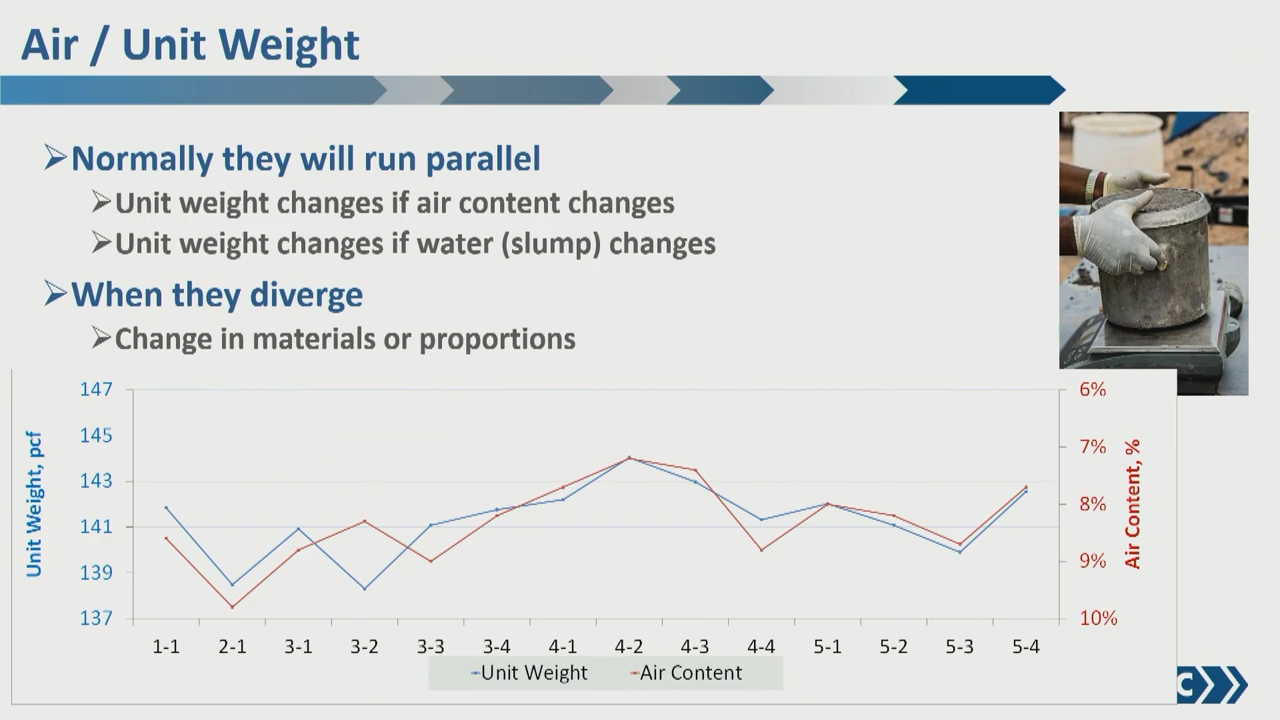 Air / Unit Weight
Normally they will run parallel
Unit weight changes if air content changes
Unit weight changes if water (slump) changes
When they diverge
Change in materials or proportions
Unit Weight, pcf
147
145
143
141
139
137
6%
7%
8%
9%
10%
Air Content, %
1-1 2-1 3-1 3-2 3-3 3-4 4-1 4-2 4-3 4-4 5-1 5-2 5-3 5-4
Unit Weight Air Content
C